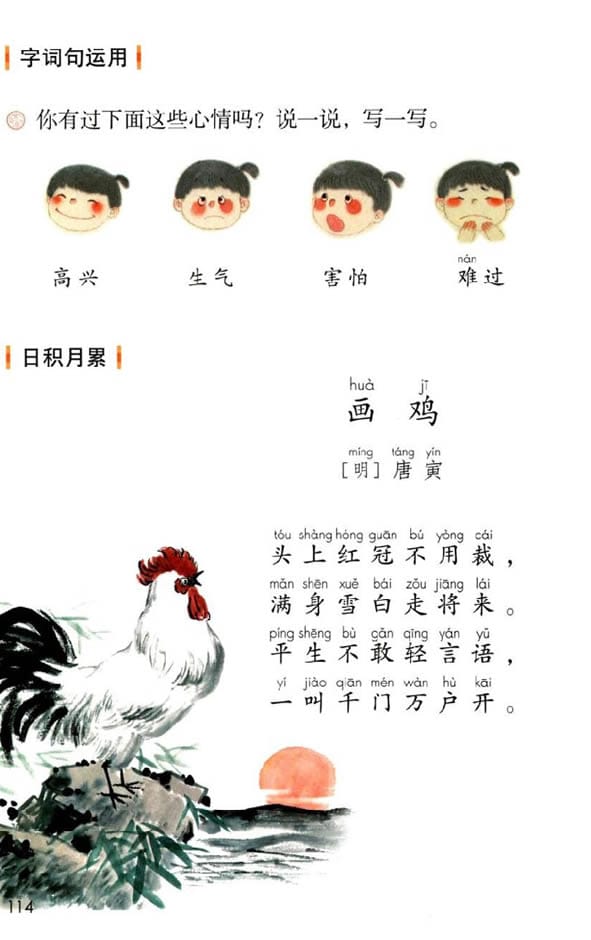 字词句运用
你有过下面这些心情吗？说一说，写一写。
nán
高兴 生气 害怕 难过
日积月累
huà jī
画 鸡
míng táng yín
［明］唐寅
tóu shàng hóng guān bú yòng cái
头上红冠不用裁，
mǎn shēn xuě bái zǒu jiāng lái
满身雪白走将来。
píng shēng bù gǎn qīng yán yǔ
平生不敢轻言语，
yí jiào qiān mén wàn hù kāi
一叫千门万户开。
114